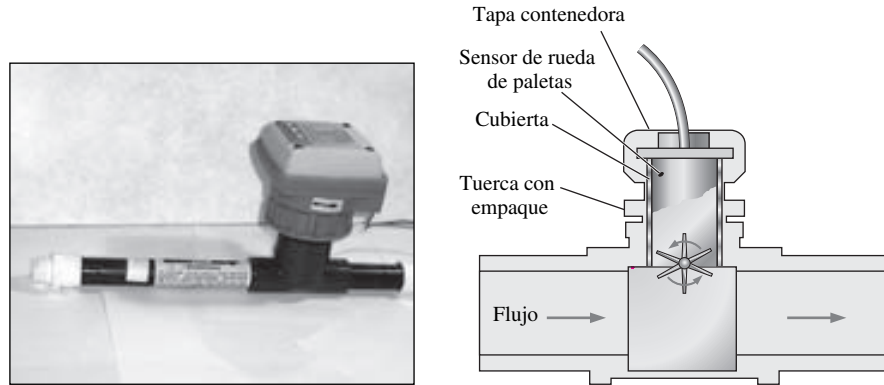 Tapa contenedora
Sensor de rueda
de paletas
Cubierta
Tuerca con
empaque
Flujo